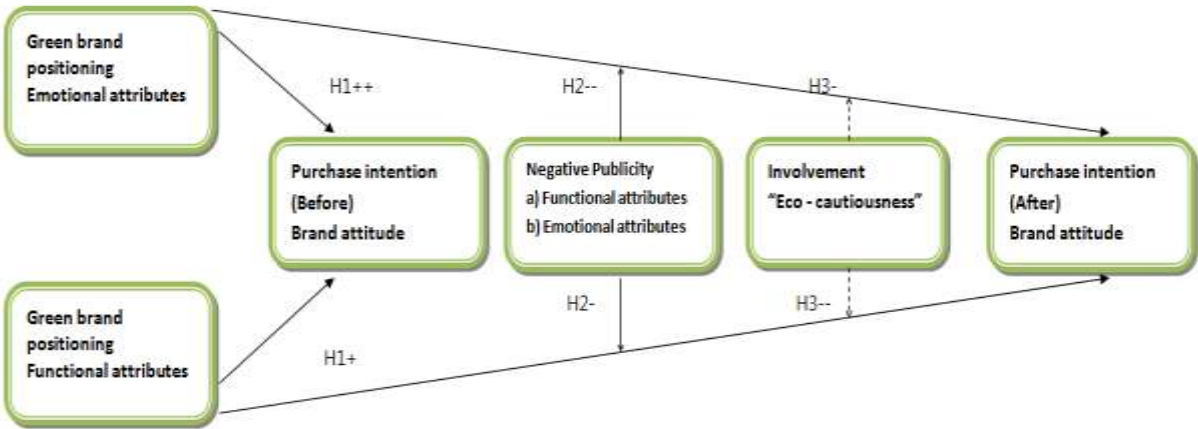 Green brand
positioning
Emotional attributes
H1++
H2--
H3-
Purchase intention
(Before)
Brand attitude
Negative Publicity
a) Functional attributes
b) Emotional attributes
Involvement
“Eco - cautiousness”
Purchase intention
(After)
Brand attitude
Green brand
positioning
Functional attributes
H1+
H2-
H3--